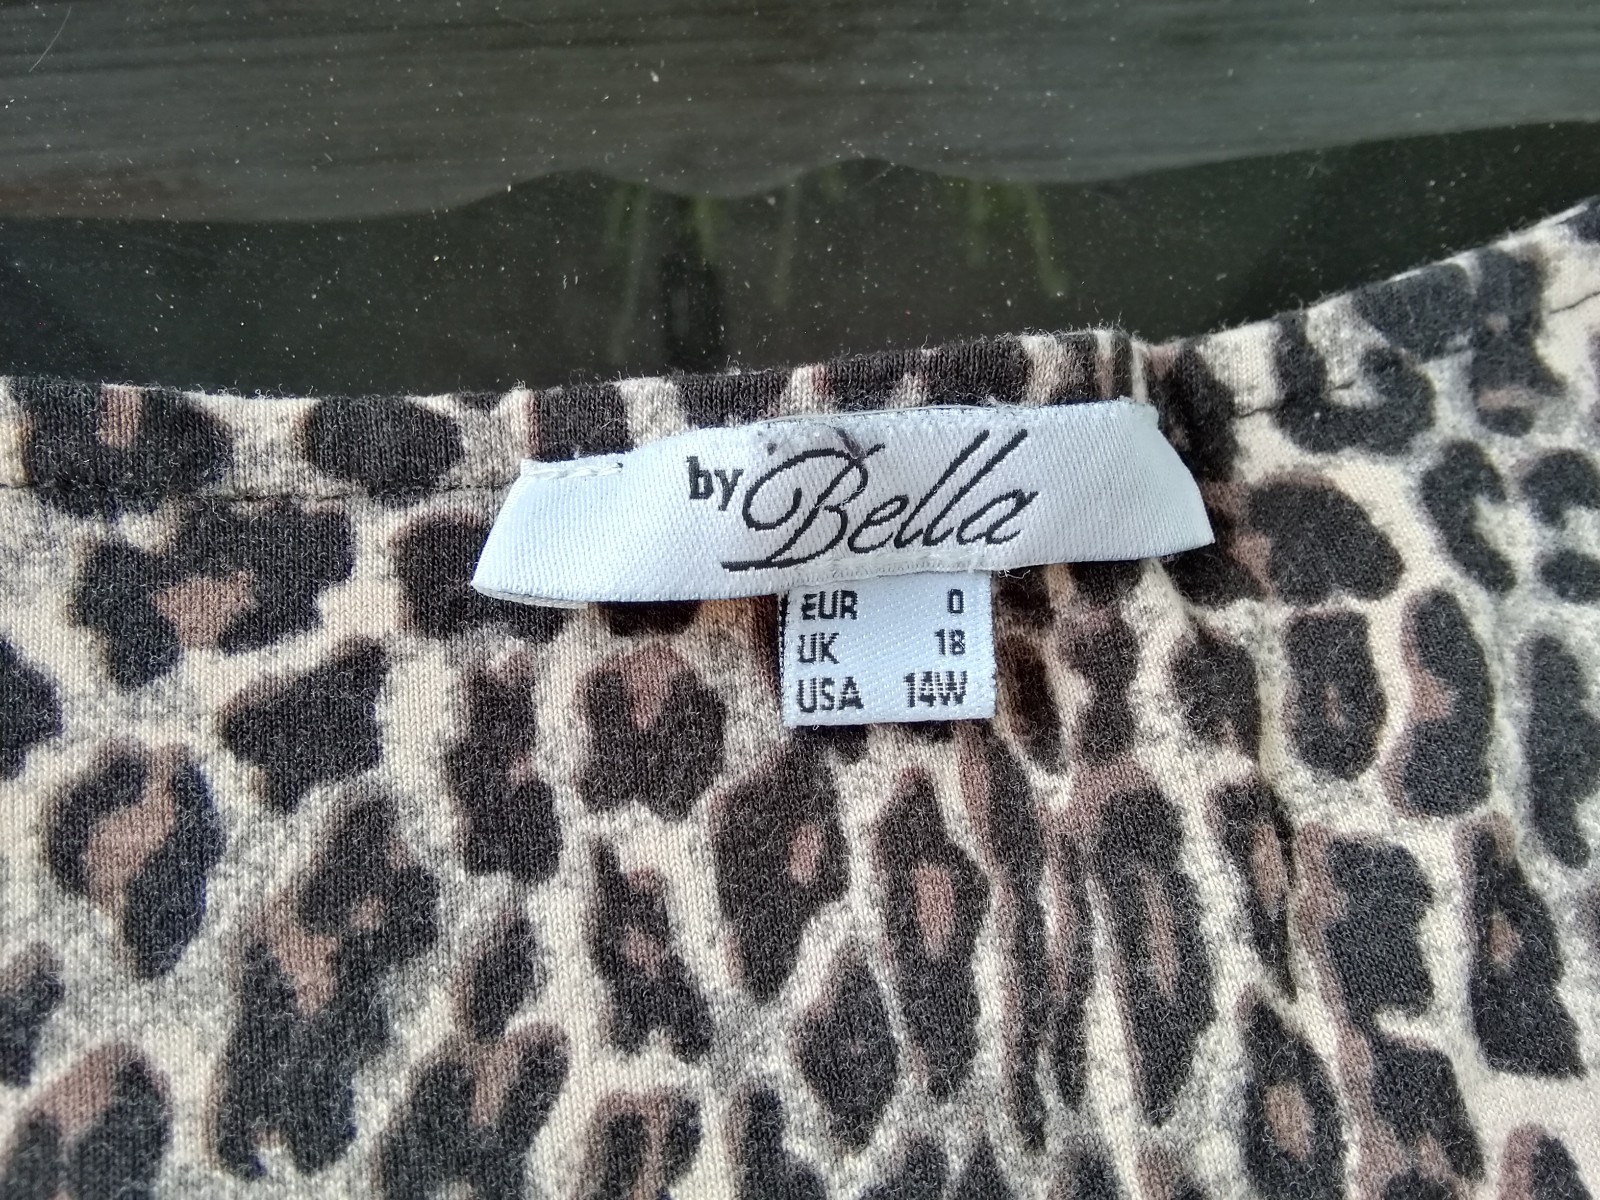 by Bella
EUR 0
UK 18
USA 14W